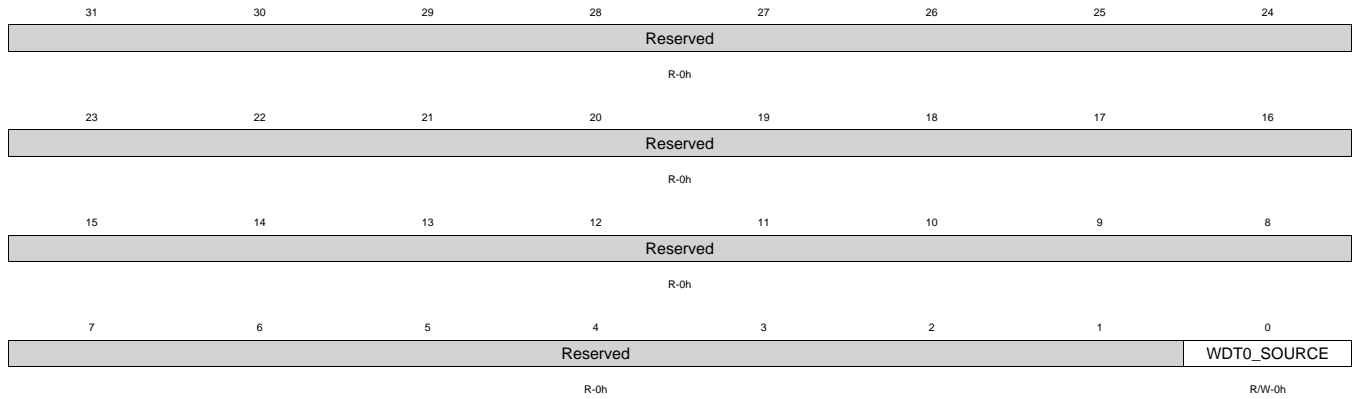 31 30 29 28 27 26 25 24
Reserved
R-0h
23 22 21 20 19 18 17 16
Reserved
R-0h
15 14 13 12 11 10 9 8
Reserved
R-0h
7 6 5 4 3 2 1 0
Reserved WDT0_SOURCE
R-0h R/W-0h